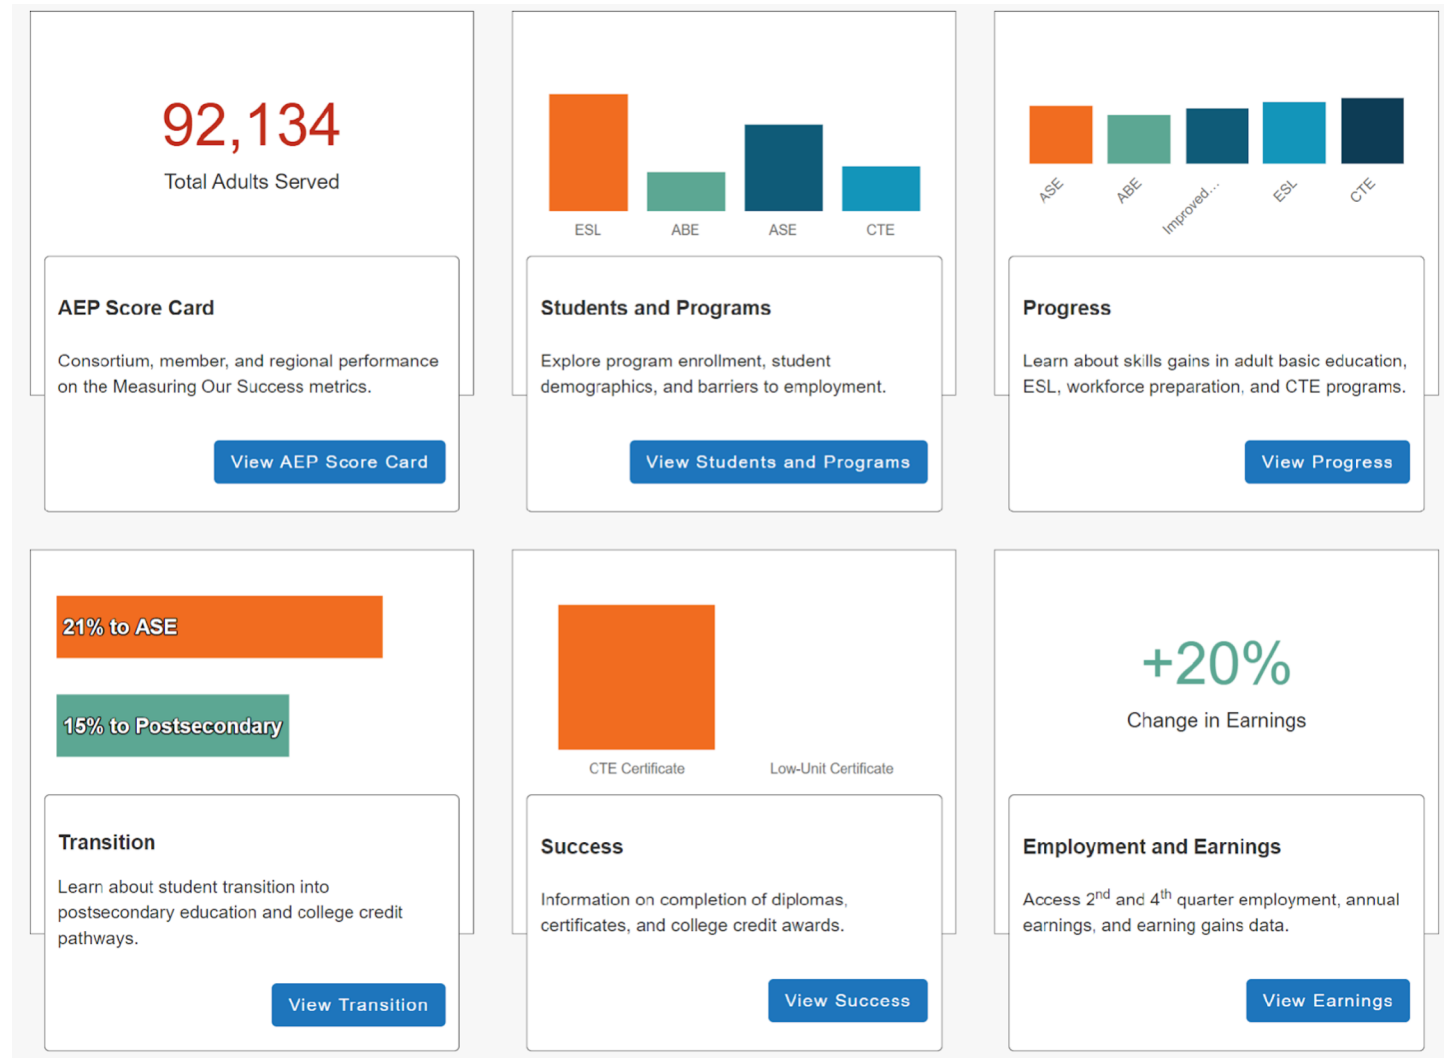 92,134
Total Adults Served
AEP Score Card
Consortium, member, and regional performance
on the Measuring Our Success metrics.
View AEP Score Card
ESL
ABE
ASE
CTE
Students and Programs
Explore program enrollment, student
demographics, and barriers to employment.
View Students and Programs
ASE
ABE
Improved...
ESL
CTE
Progress
Learn about skills gains in adult basic education,
ESL, workforce preparation, and CTE programs.
View Progress
21% to ASE
15% to Postsecondary
Transition
Learn about student transition into
postsecondary education and college credit
pathways.
View Transition
CTE Certificate
Low-Unit Certificate
Success
Information on completion of diplomas,
certificates, and college credit awards.
View Success
+20%
Change in Earnings
Employment and Earnings
Access 2nd and 4th quarter employment, annual
earnings, and earning gains data.
View Earnings